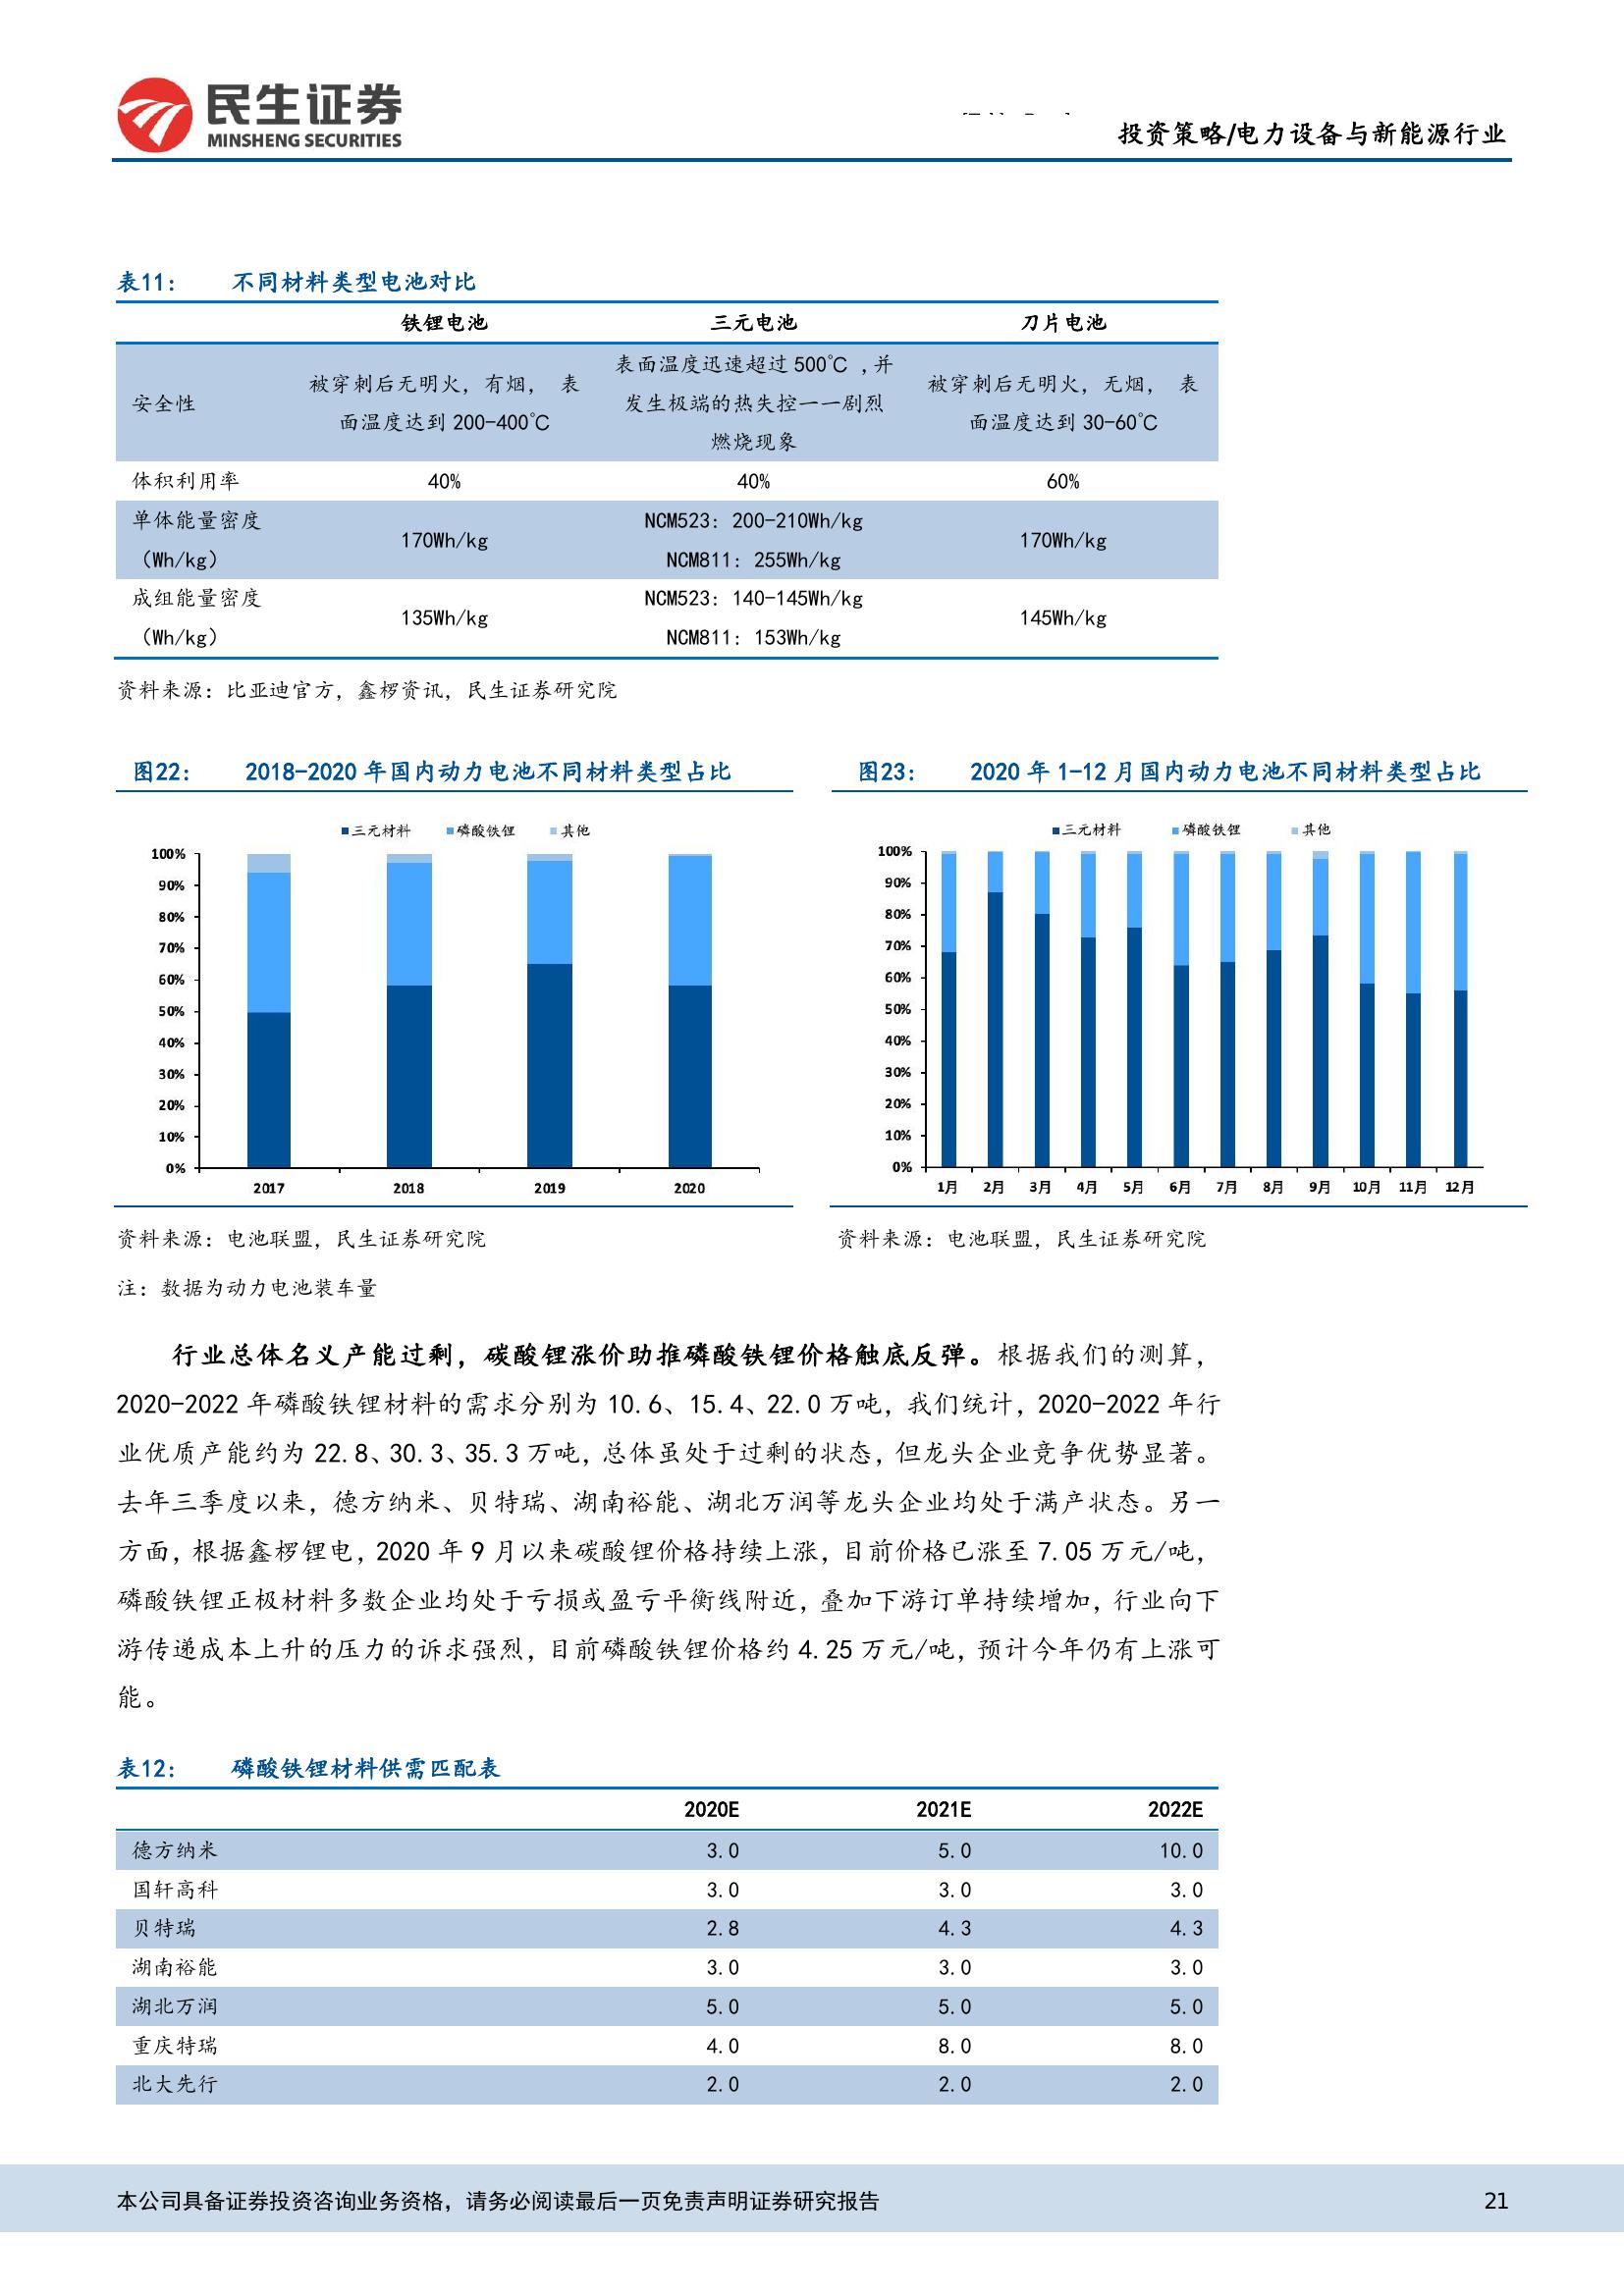 民生证券
MINSHENG SECURITIES
投资策略/电力设备与新能源行业
表11： 不同材料类型电池对比
铁锂电池 三元电池 刀片电池
安全性 被穿刺后无明火，有烟， 表面温度达到 200-400℃ 表面温度迅速超过 500℃ ,并发生极端的热失控一一剧烈燃烧现象 被穿刺后无明火，无烟， 表面温度达到 30-60℃
体积利用率 40% 40% 60%
单体能量密度（Wh/kg） 170Wh/kg NCM523：200-210Wh/kg NCM811：255Wh/kg 170Wh/kg
成组能量密度（Wh/kg） 135Wh/kg NCM523：140-145Wh/kg NCM811：153Wh/kg 145Wh/kg
资料来源：比亚迪官方，鑫椤资讯，民生证券研究院
图22： 2018-2020 年国内动力电池不同材料类型占比
三元材料 磷酸铁锂 其他
100%
90%
80%
70%
60%
50%
40%
30%
20%
10%
0%
2017 2018 2019 2020
资料来源：电池联盟，民生证券研究院
注：数据为动力电池装车量
图23： 2020 年 1-12 月国内动力电池不同材料类型占比
三元材料 磷酸铁锂 其他
100%
90%
80%
70%
60%
50%
40%
30%
20%
10%
0%
1月 2月 3月 4月 5月 6月 7月 8月 9月 10月 11月 12月
资料来源：电池联盟，民生证券研究院
行业总体名义产能过剩，碳酸锂涨价助推磷酸铁锂价格触底反弹。根据我们的测算，
2020-2022 年磷酸铁锂材料的需求分别为 10.6、15.4、22.0 万吨，我们统计，2020-2022 年行
业优质产能约为 22.8、30.3、35.3 万吨，总体虽处于过剩的状态，但龙头企业竞争优势显著。
去年三季度以来，德方纳米、贝特瑞、湖南裕能、湖北万润等龙头企业均处于满产状态。另一
方面，根据鑫椤锂电，2020 年 9 月以来碳酸锂价格持续上涨，目前价格已涨至 7.05 万元/吨，
磷酸铁锂正极材料多数企业均处于亏损或盈亏平衡线附近，叠加下游订单持续增加，行业向下
游传递成本上升的压力的诉求强烈，目前磷酸铁锂价格约 4.25 万元/吨，预计今年仍有上涨可
能。
表12： 磷酸铁锂材料供需匹配表
2020E 2021E 2022E
德方纳米 3.0 5.0 10.0
国轩高科 3.0 3.0 3.0
贝特瑞 2.8 4.3 4.3
湖南裕能 3.0 3.0 3.0
湖北万润 5.0 5.0 5.0
重庆特瑞 4.0 8.0 8.0
北大先行 2.0 2.0 2.0
本公司具备证券投资咨询业务资格，请务必阅读最后一页免责声明证券研究报告 21